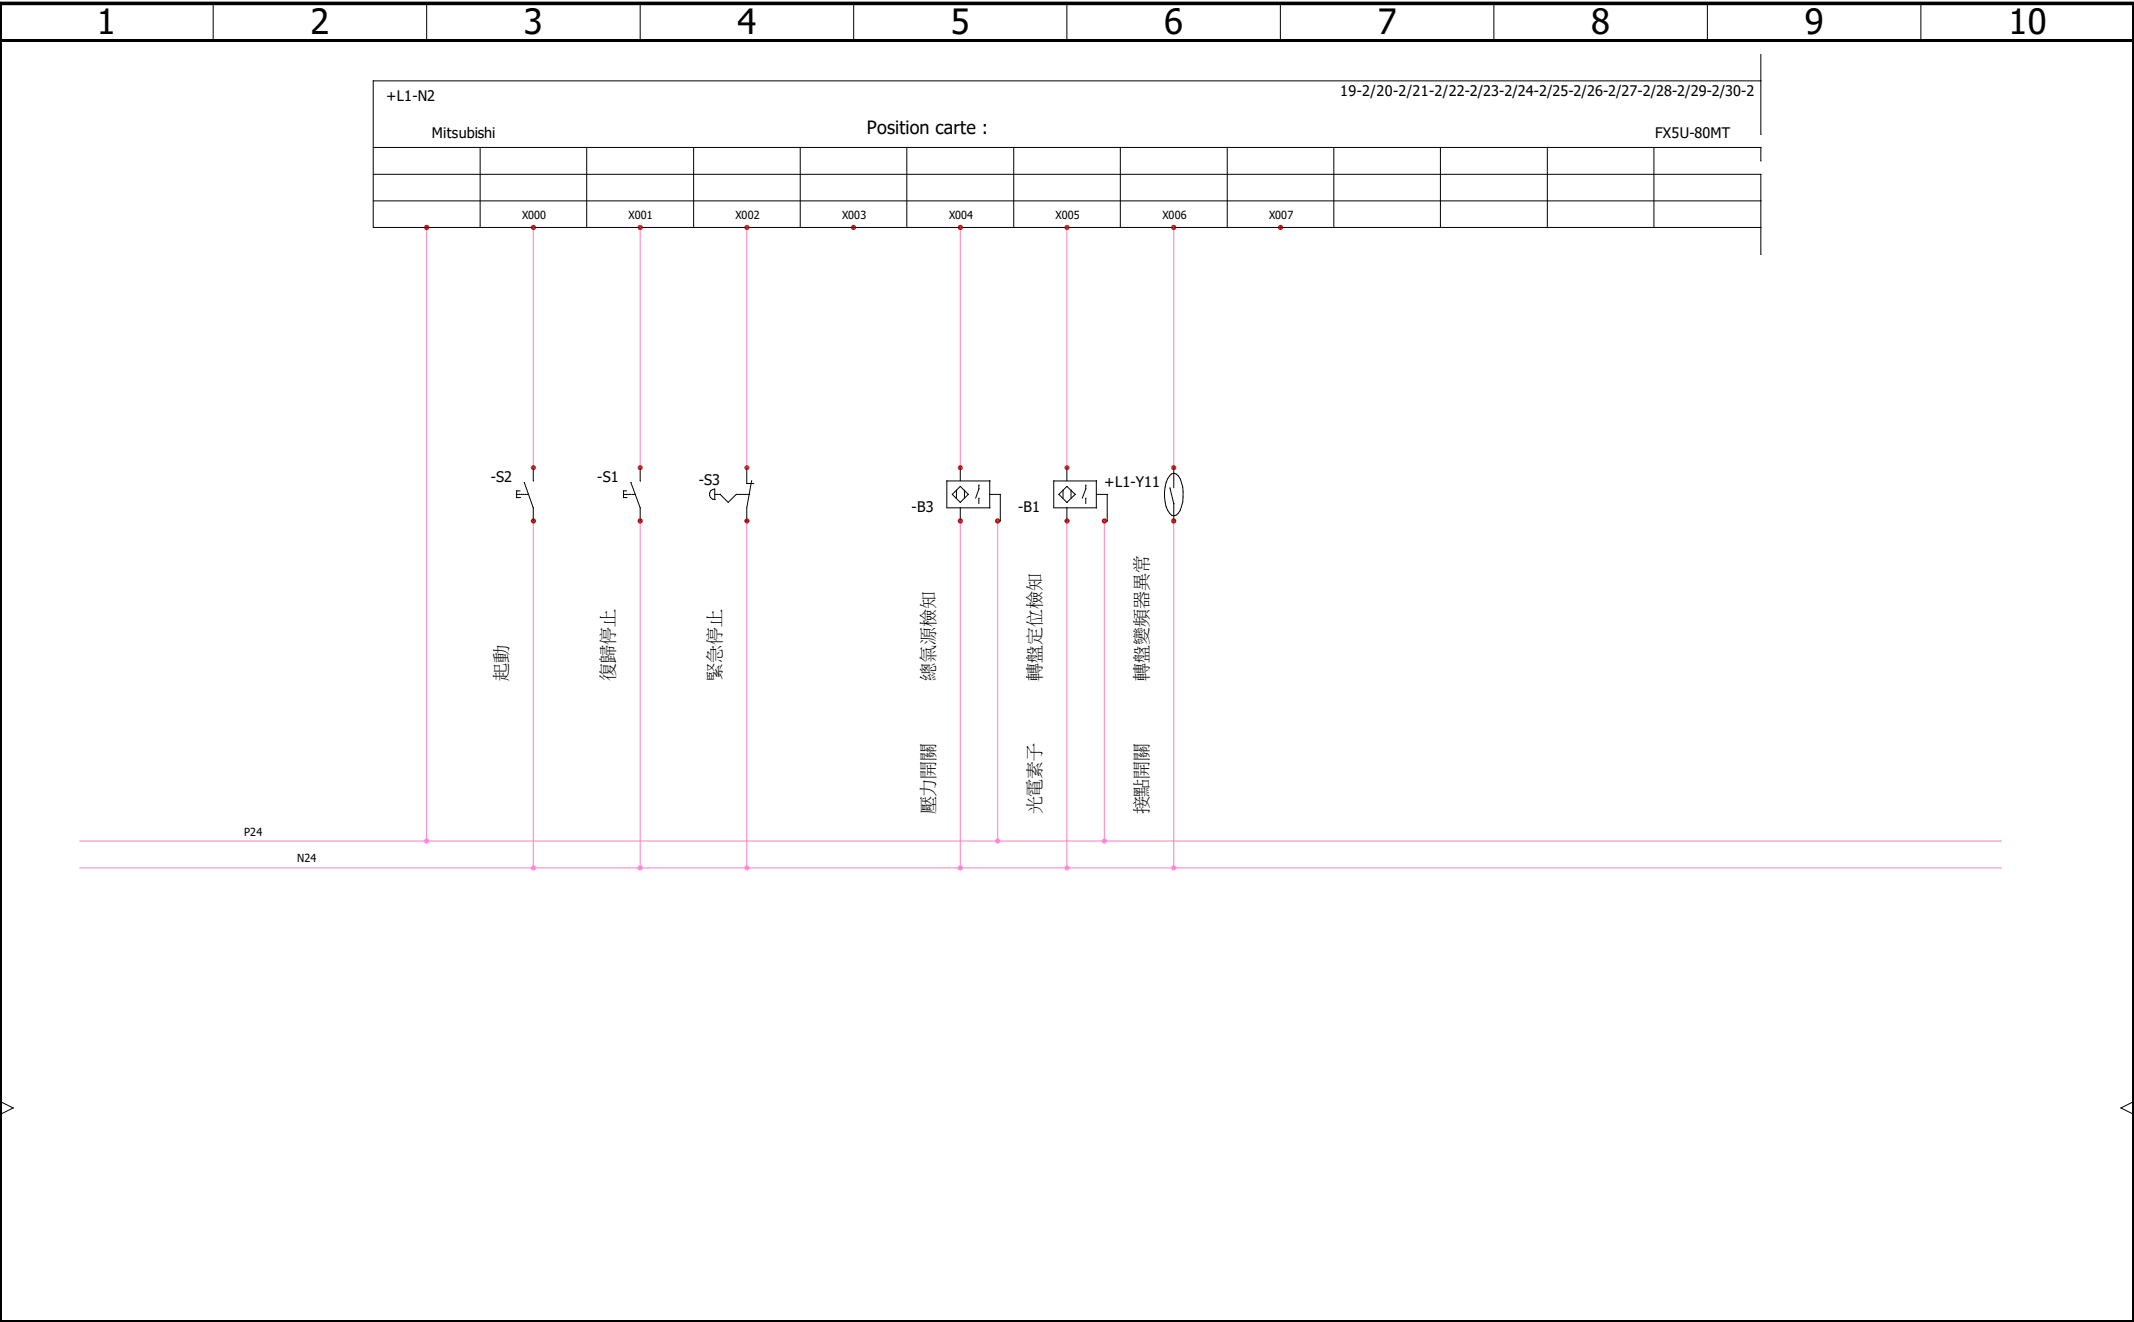 1 2 3 4 5 6 7 8 9 10
+L1-N2 19-2/20-2/21-2/22-2/23-2/24-2/25-2/26-2/27-2/28-2/29-2/30-2
Mitsubishi Position carte : FX5U-80MT
X000 X001 X002 X003 X004 X005 X006 X007
-S2 -S1 -S3 -B3 -B1 +L1-Y11
起動
復歸停止
緊急停止
總氣源檢知
轉盤定位檢知
轉盤變頻器異常
壓力開關
光電素子
接點開關
P24
N24